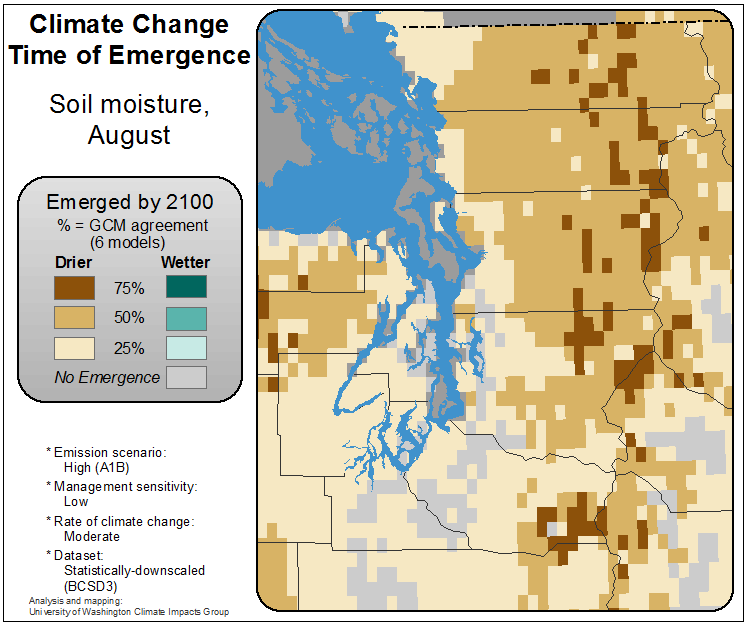 Climate Change
Time of Emergence
Soil moisture,
August
Emerged by 2100
% = GCM agreement
(6 models)
Drier Wetter
75%
50%
25%
No Emergence
* Emission scenario:
High (A1B)
* Management sensitivity:
Low
* Rate of climate change:
Moderate
* Dataset:
Statistically-downscaled
(BCSD3)
Analysis and mapping:
University of Washington Climate Impacts Group